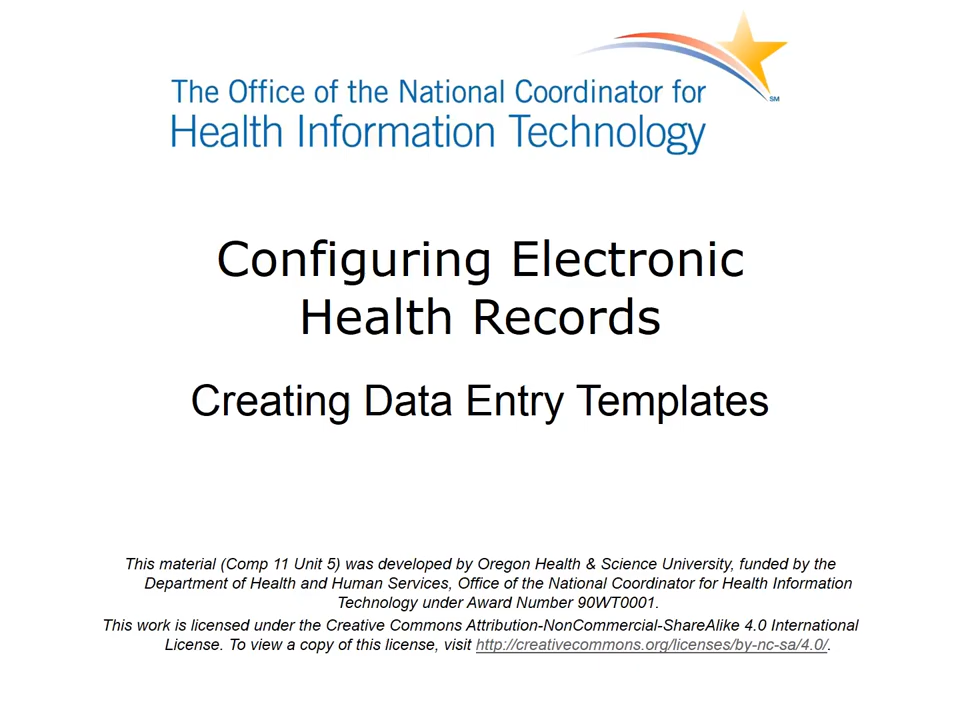 The Office of the National Coordinator for
Health Information Technology
SM
Configuring Electronic
Health Records
Creating Data Entry Templates
This material (Comp 11 Unit 5) was developed by Oregon Health & Science University, funded by the
Department of Health and Human Services, Office of the National Coordinator for Health Information
Technology under Award Number 90WT0001.
This work is licensed under the Creative Commons Attribution-NonCommercial-ShareAlike 4.0 International
License. To view a copy of this license, visit http://creativecommons.org/licenses/by-nc-sa/4.0/.